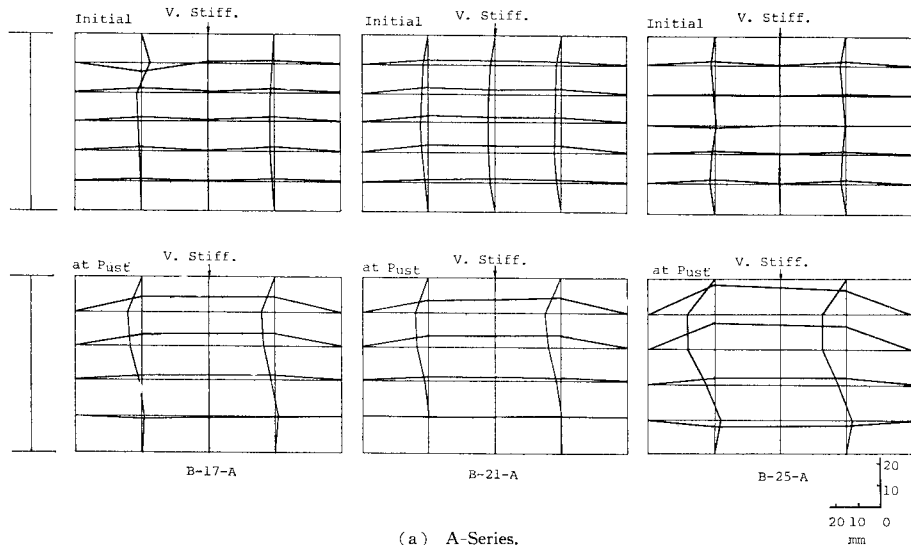 Initial V. Stiff. Initial V. Stiff. Initial V. Stiff.
at Pust V. Stiff. at Pust V. Stiff. at Pust V. Stiff.
B-17-A B-21-A B-25-A
20
10
20 10 0
mm
(a) A-Series.